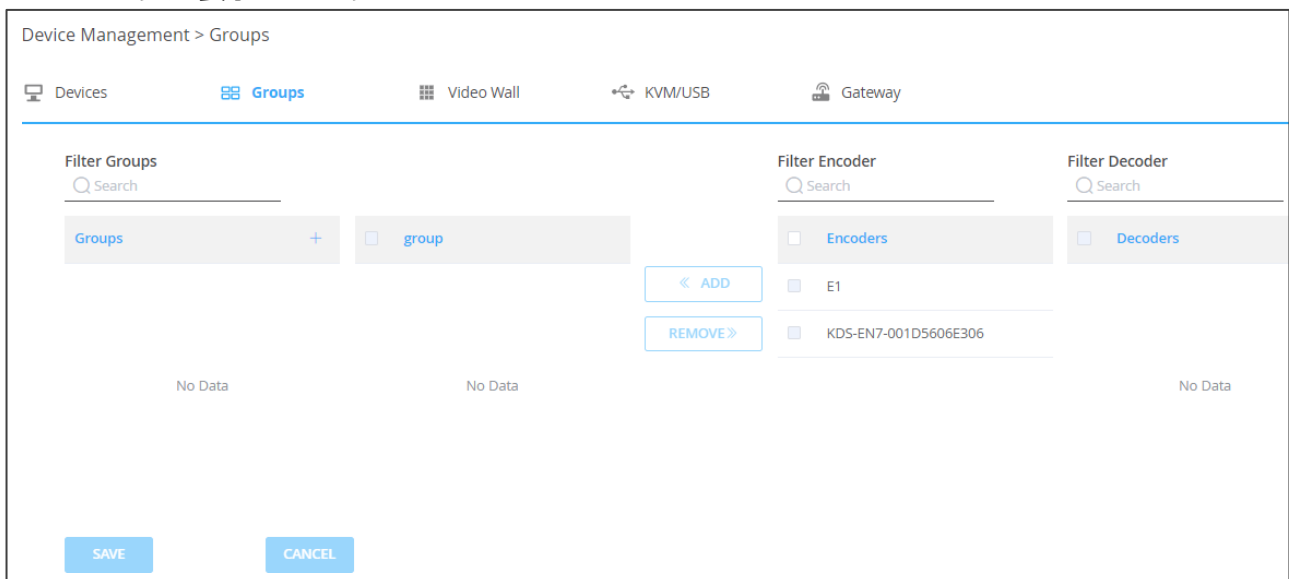 Device Management > Groups
Devices Groups Video Wall KVM/USB Gateway
Filter Groups Filter Encoder Filter Decoder
Search Search Search
Groups + group Encoders Decoders
« ADD E1
REMOVE » KDS-EN7-001D5606E306
No Data No Data No Data
SAVE CANCEL